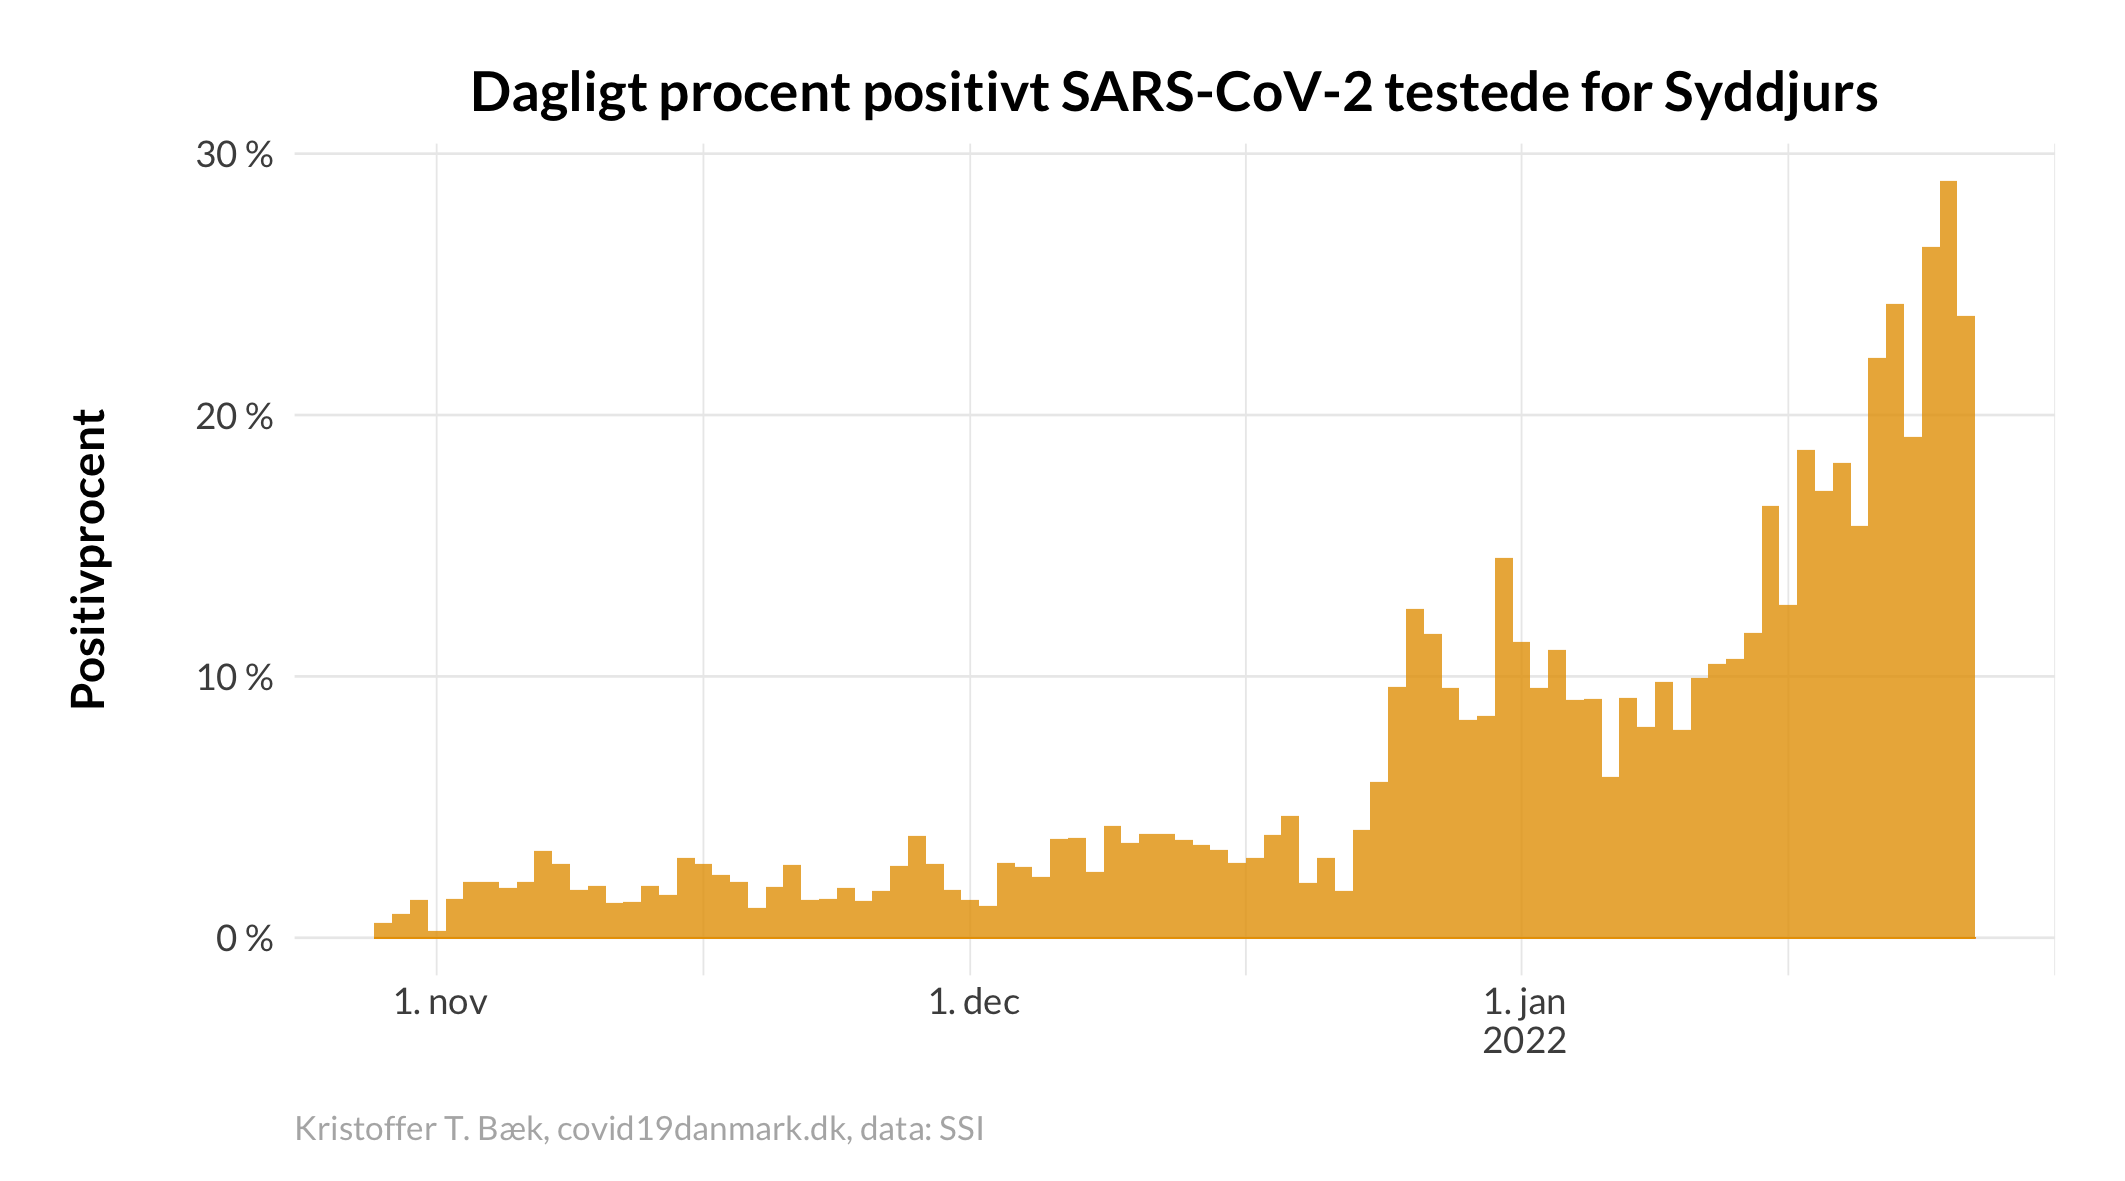 Dagligt procent positivt SARS-CoV-2 testede for Syddjurs
30 %
20 %
10 %
0 %
Positivprocent
1. nov
1. dec
1. jan
2022
Kristoffer T. Bæk, covid19danmark.dk, data: SSI